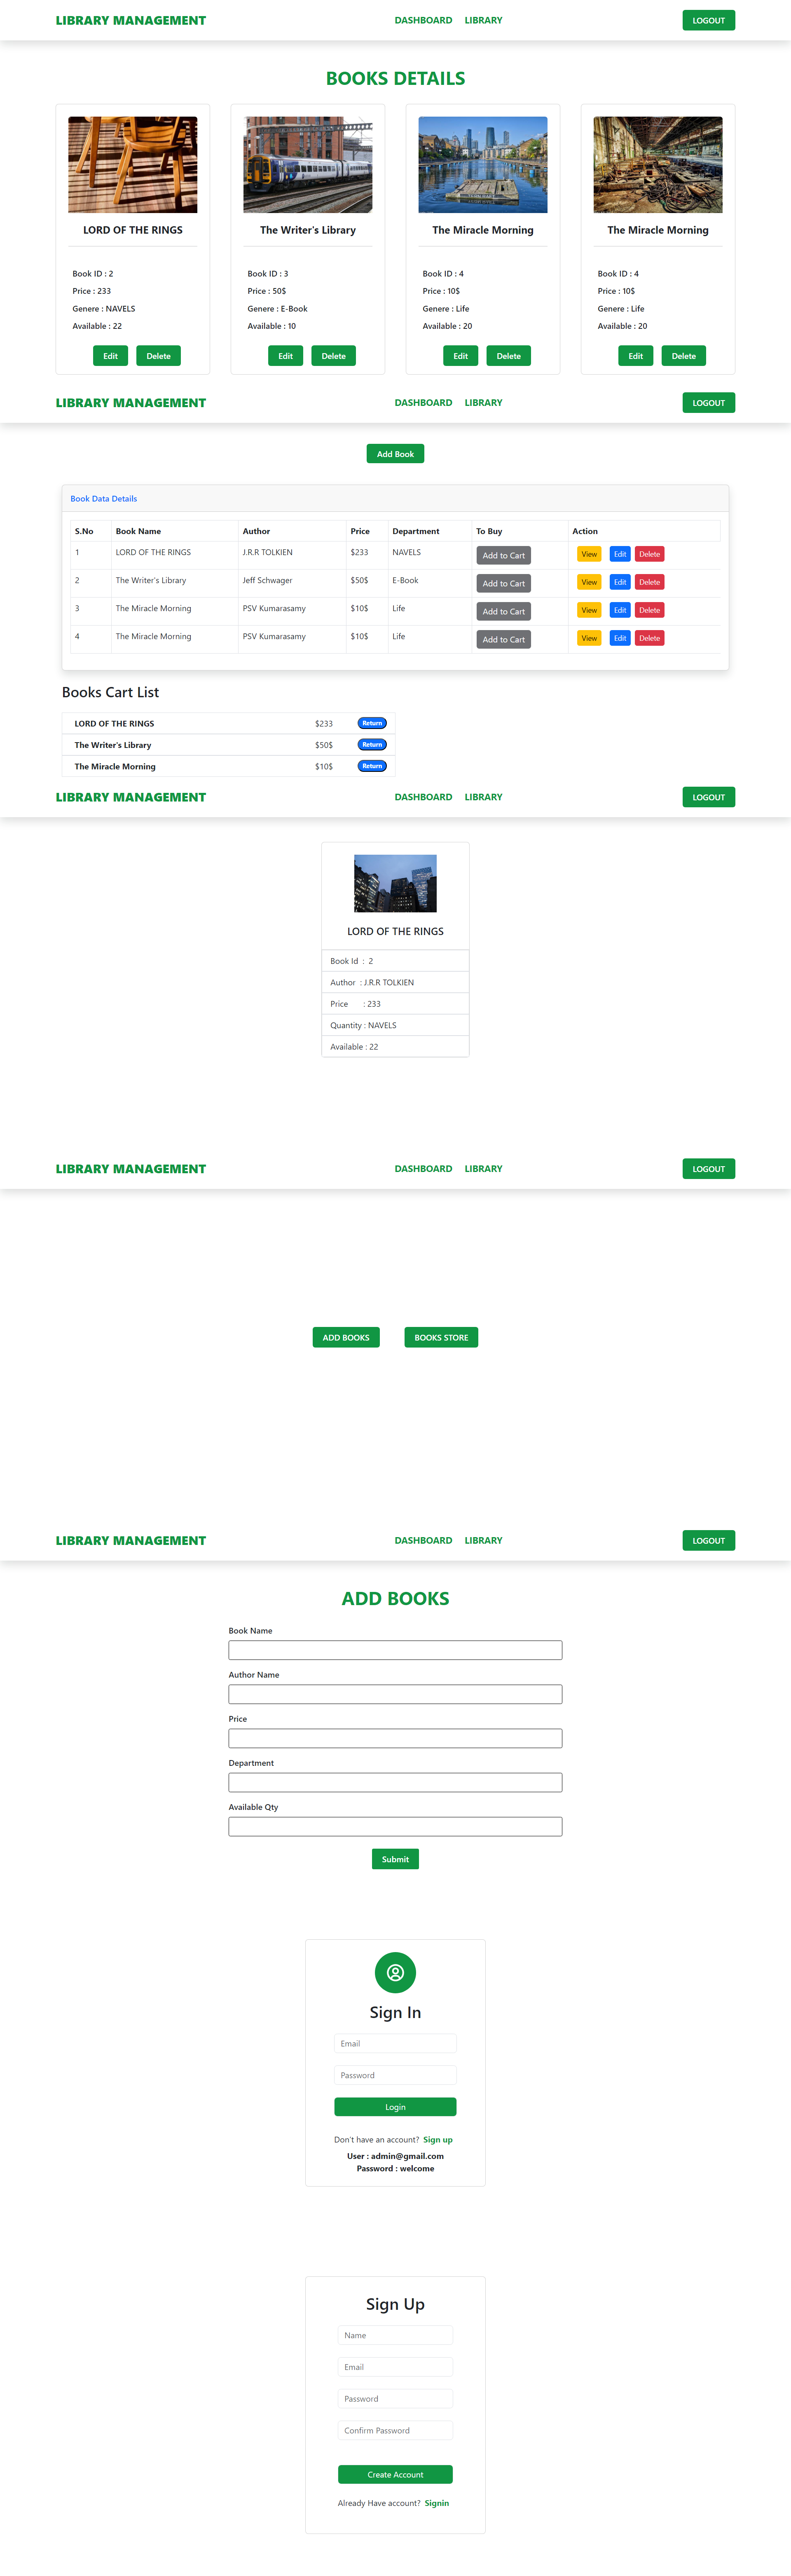 LIBRARY MANAGEMENT DASHBOARD LIBRARY LOGOUT
BOOKS DETAILS
LORD OF THE RINGS The Writer's Library The Miracle Morning The Miracle Morning
Book ID : 2 Book ID : 3 Book ID : 4 Book ID : 4
Price : 233 Price : 50$ Price : 10$ Price : 10$
Genere : NAVELS Genere : E-Book Genere : Life Genere : Life
Available : 22 Available : 10 Available : 20 Available : 20
Edit Delete Edit Delete Edit Delete Edit Delete
LIBRARY MANAGEMENT DASHBOARD LIBRARY LOGOUT
Add Book
Book Data Details
S.No Book Name Author Price Department To Buy Action
1 LORD OF THE RINGS J.R.R TOLKIEN $233 NAVELS Add to Cart View Edit Delete
2 The Writer's Library Jeff Schwager $50$ E-Book Add to Cart View Edit Delete
3 The Miracle Morning PSV Kumarasamy $10$ Life Add to Cart View Edit Delete
4 The Miracle Morning PSV Kumarasamy $10$ Life Add to Cart View Edit Delete
Books Cart List
LORD OF THE RINGS $233 Return
The Writer's Library $50$ Return
The Miracle Morning $10$ Return
LIBRARY MANAGEMENT DASHBOARD LIBRARY LOGOUT
LORD OF THE RINGS
Book Id : 2
Author : J.R.R TOLKIEN
Price : 233
Quantity : NAVELS
Available : 22
LIBRARY MANAGEMENT DASHBOARD LIBRARY LOGOUT
ADD BOOKS BOOKS STORE
LIBRARY MANAGEMENT DASHBOARD LIBRARY LOGOUT
ADD BOOKS
Book Name
Author Name
Price
Department
Available Qty
Submit
Sign In
Email
Password
Login
Don't have an account? Sign up
User : admin@gmail.com
Password : welcome
Sign Up
Name
Email
Password
Confirm Password
Create Account
Already Have account? Signin